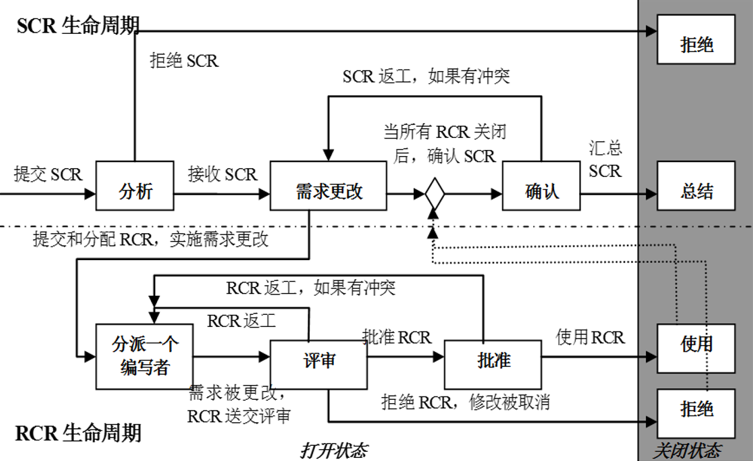 SCR 生命周期
拒绝
拒绝 SCR
SCR 返工，如果有冲突
当所有 RCR 关闭
后，确认 SCR
汇总
SCR
提交 SCR
分析
接收 SCR
需求更改
确认
总结
提交和分配 RCR，实施需求更改
RCR 返工，如果有冲突
RCR 返工
分派一个
编写者
评审
批准 RCR
批准
使用 RCR
使用
需求被更改，
RCR 送交评审
拒绝 RCR，修改被取消
拒绝
RCR 生命周期
打开状态
关闭状态